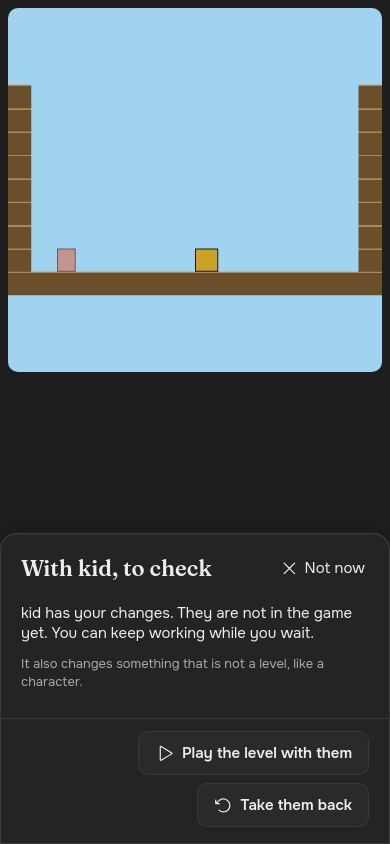 With kid, to check
Not now
kid has your changes. They are not in the game
yet. You can keep working while you wait.
It also changes something that is not a level, like a
character.
Play the level with them
Take them back